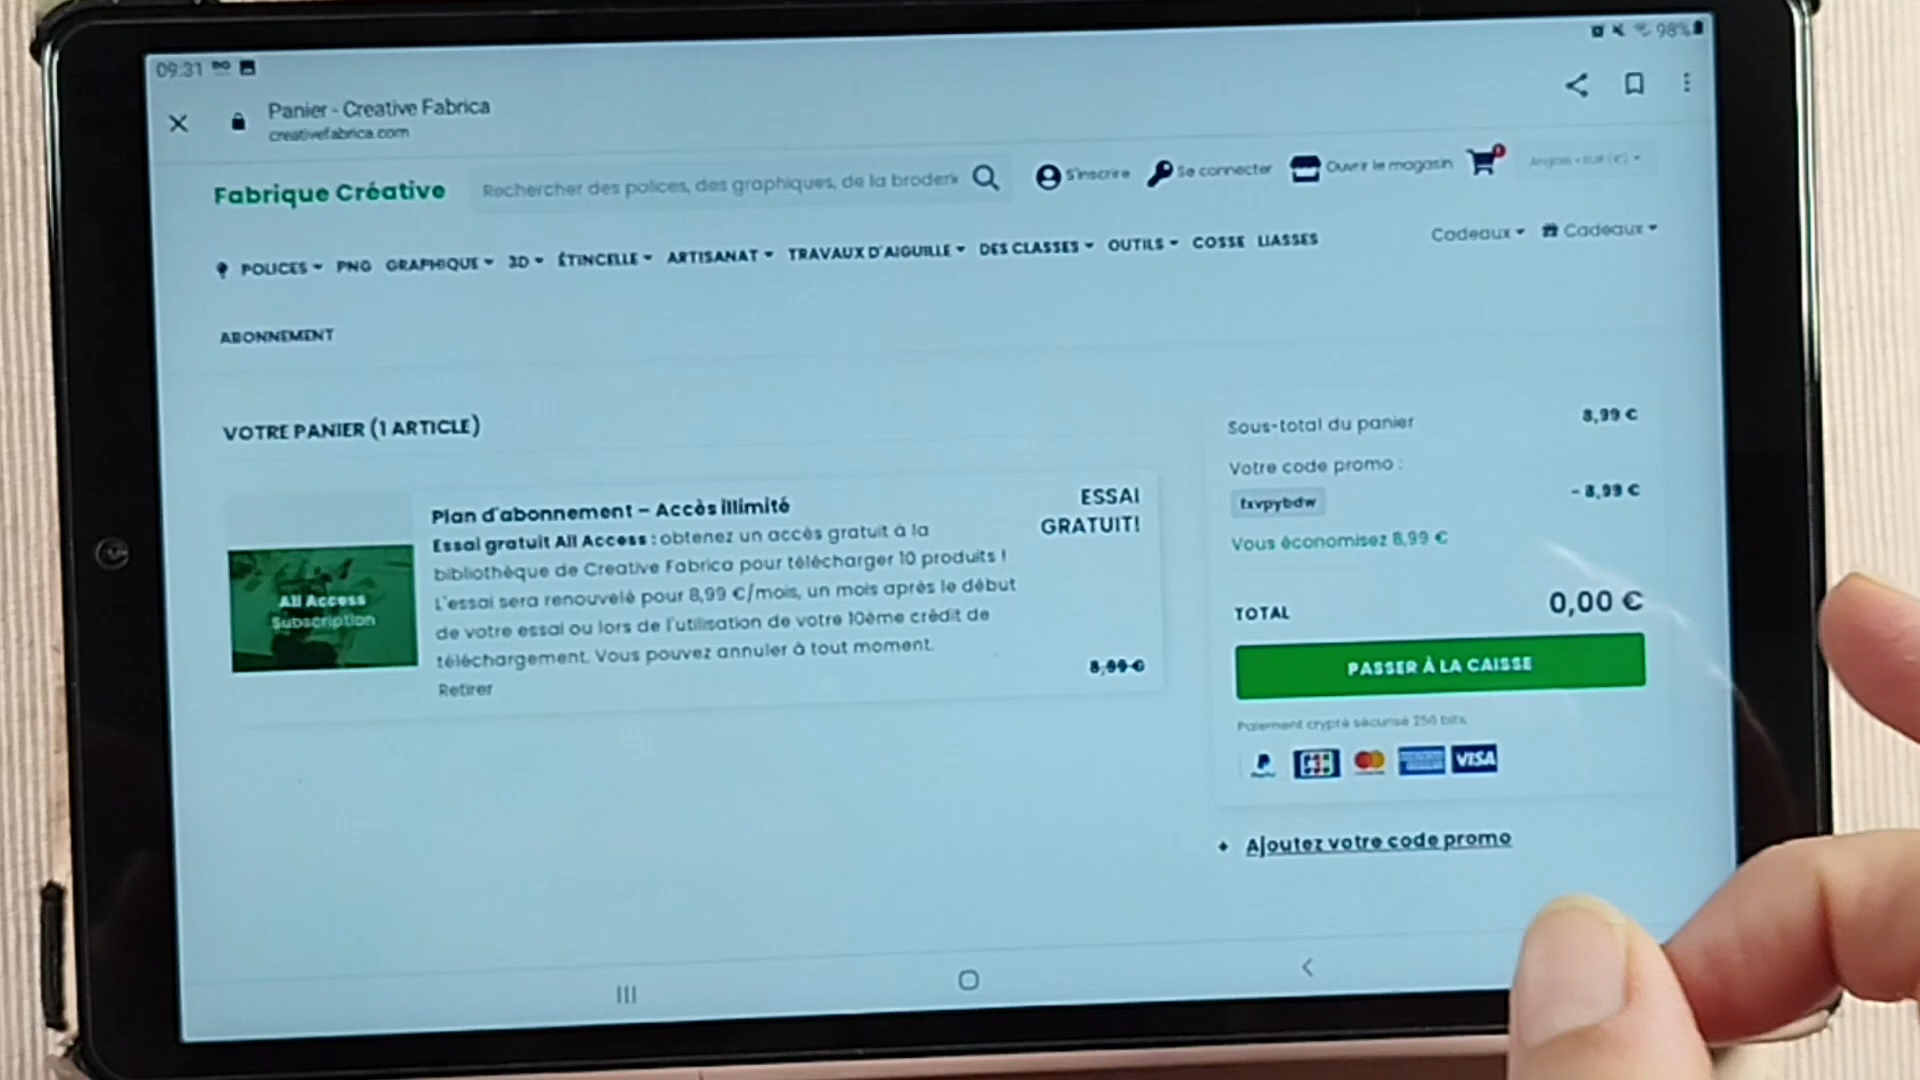 09:31
98%
Panier - Creative Fabrica
creativefabrica.com
Fabrique Créative
Rechercher des polices, des graphiques, de la broderie
S'inscrire
Se connecter
Ouvrir le magasin
POLICES
PNG
GRAPHIQUE
3D
ÉTINCELLE
ARTISANAT
TRAVAUX D'AIGUILLE
DES CLASSES
OUTILS
COSSE
LIASSES
Cadeaux
Cadeaux
ABONNEMENT
VOTRE PANIER (1 ARTICLE)
All Access
Subscription
Plan d'abonnement – Accès illimité
Essai gratuit All Access : obtenez un accès gratuit à la
bibliothèque de Creative Fabrica pour télécharger 10 produits !
L'essai sera renouvelé pour 8,99 €/mois, un mois après le début
de votre essai ou lors de l'utilisation de votre 10ème crédit de
téléchargement. Vous pouvez annuler à tout moment.
Retirer
ESSAI
GRATUIT!
8,99 €
Sous-total du panier 8,99 €
Votre code promo :
fxvpybdw - 8,99 €
Vous économisez 8,99 €
TOTAL 0,00 €
PASSER À LA CAISSE
Paiement crypté sécurisé 256 bits
PayPal
JCB
VISA
+ Ajoutez votre code promo